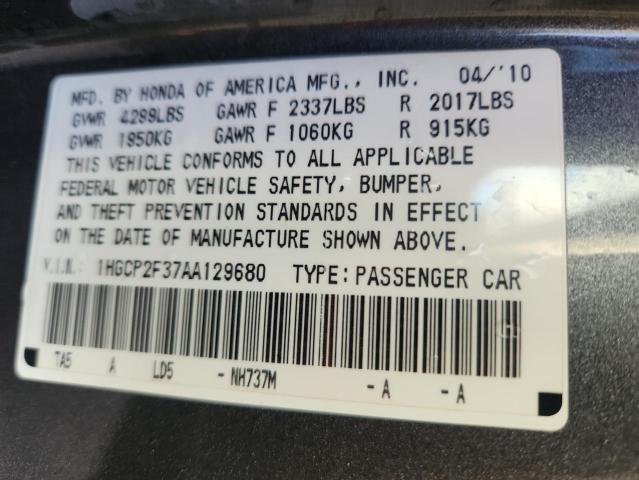 MFD. BY HONDA OF AMERICA MFG., INC. 04/'10
GVWR 4299LBS GAWR F 2337LBS R 2017LBS
GVWR 1950KG GAWR F 1060KG R 915KG
THIS VEHICLE CONFORMS TO ALL APPLICABLE
FEDERAL MOTOR VEHICLE SAFETY, BUMPER,
AND THEFT PREVENTION STANDARDS IN EFFECT
ON THE DATE OF MANUFACTURE SHOWN ABOVE.
V.I.N.: 1HGCP2F37AA129680 TYPE:PASSENGER CAR
TA5 A LD5 - NH737M - A - A